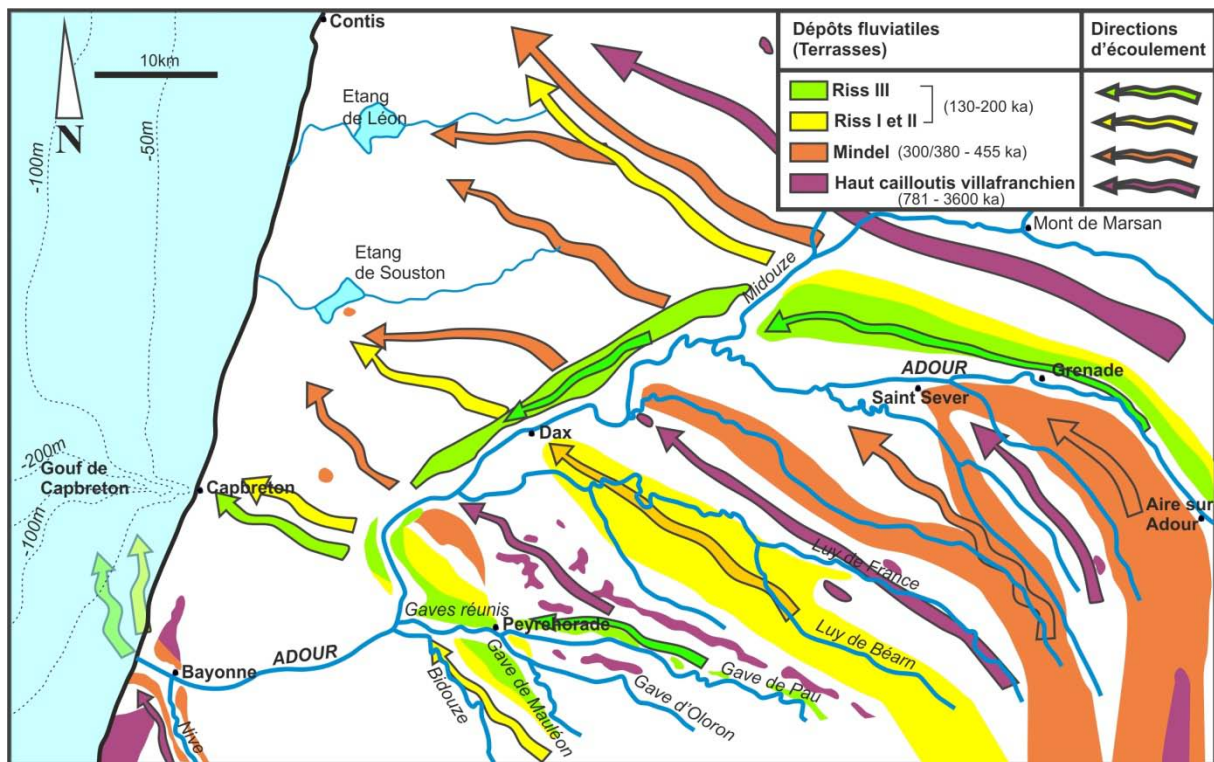 Contis
10km
N
-100m
-50m
Etang
de Léon
Etang
de Souston
Dépôts fluviatiles
(Terrasses)
Directions
d'écoulement
Riss III
(130-200 ka)
Riss I et II
Mindel (300/380 - 455 ka)
Haut cailloutis villafranchien
(781 - 3600 ka)
Mont de Marsan
Midouze
ADOUR
Grenade
Saint Sever
Aire sur
Adour
Dax
-200m
Gouf de
Capbreton
-100m
Capbreton
Luy de France
Luy de Béarn
Gaves réunis
Peyrehorade
Gave de Pau
Gave d'Oloron
Gave de Mauléon
Bidouze
ADOUR
Bayonne
Nive